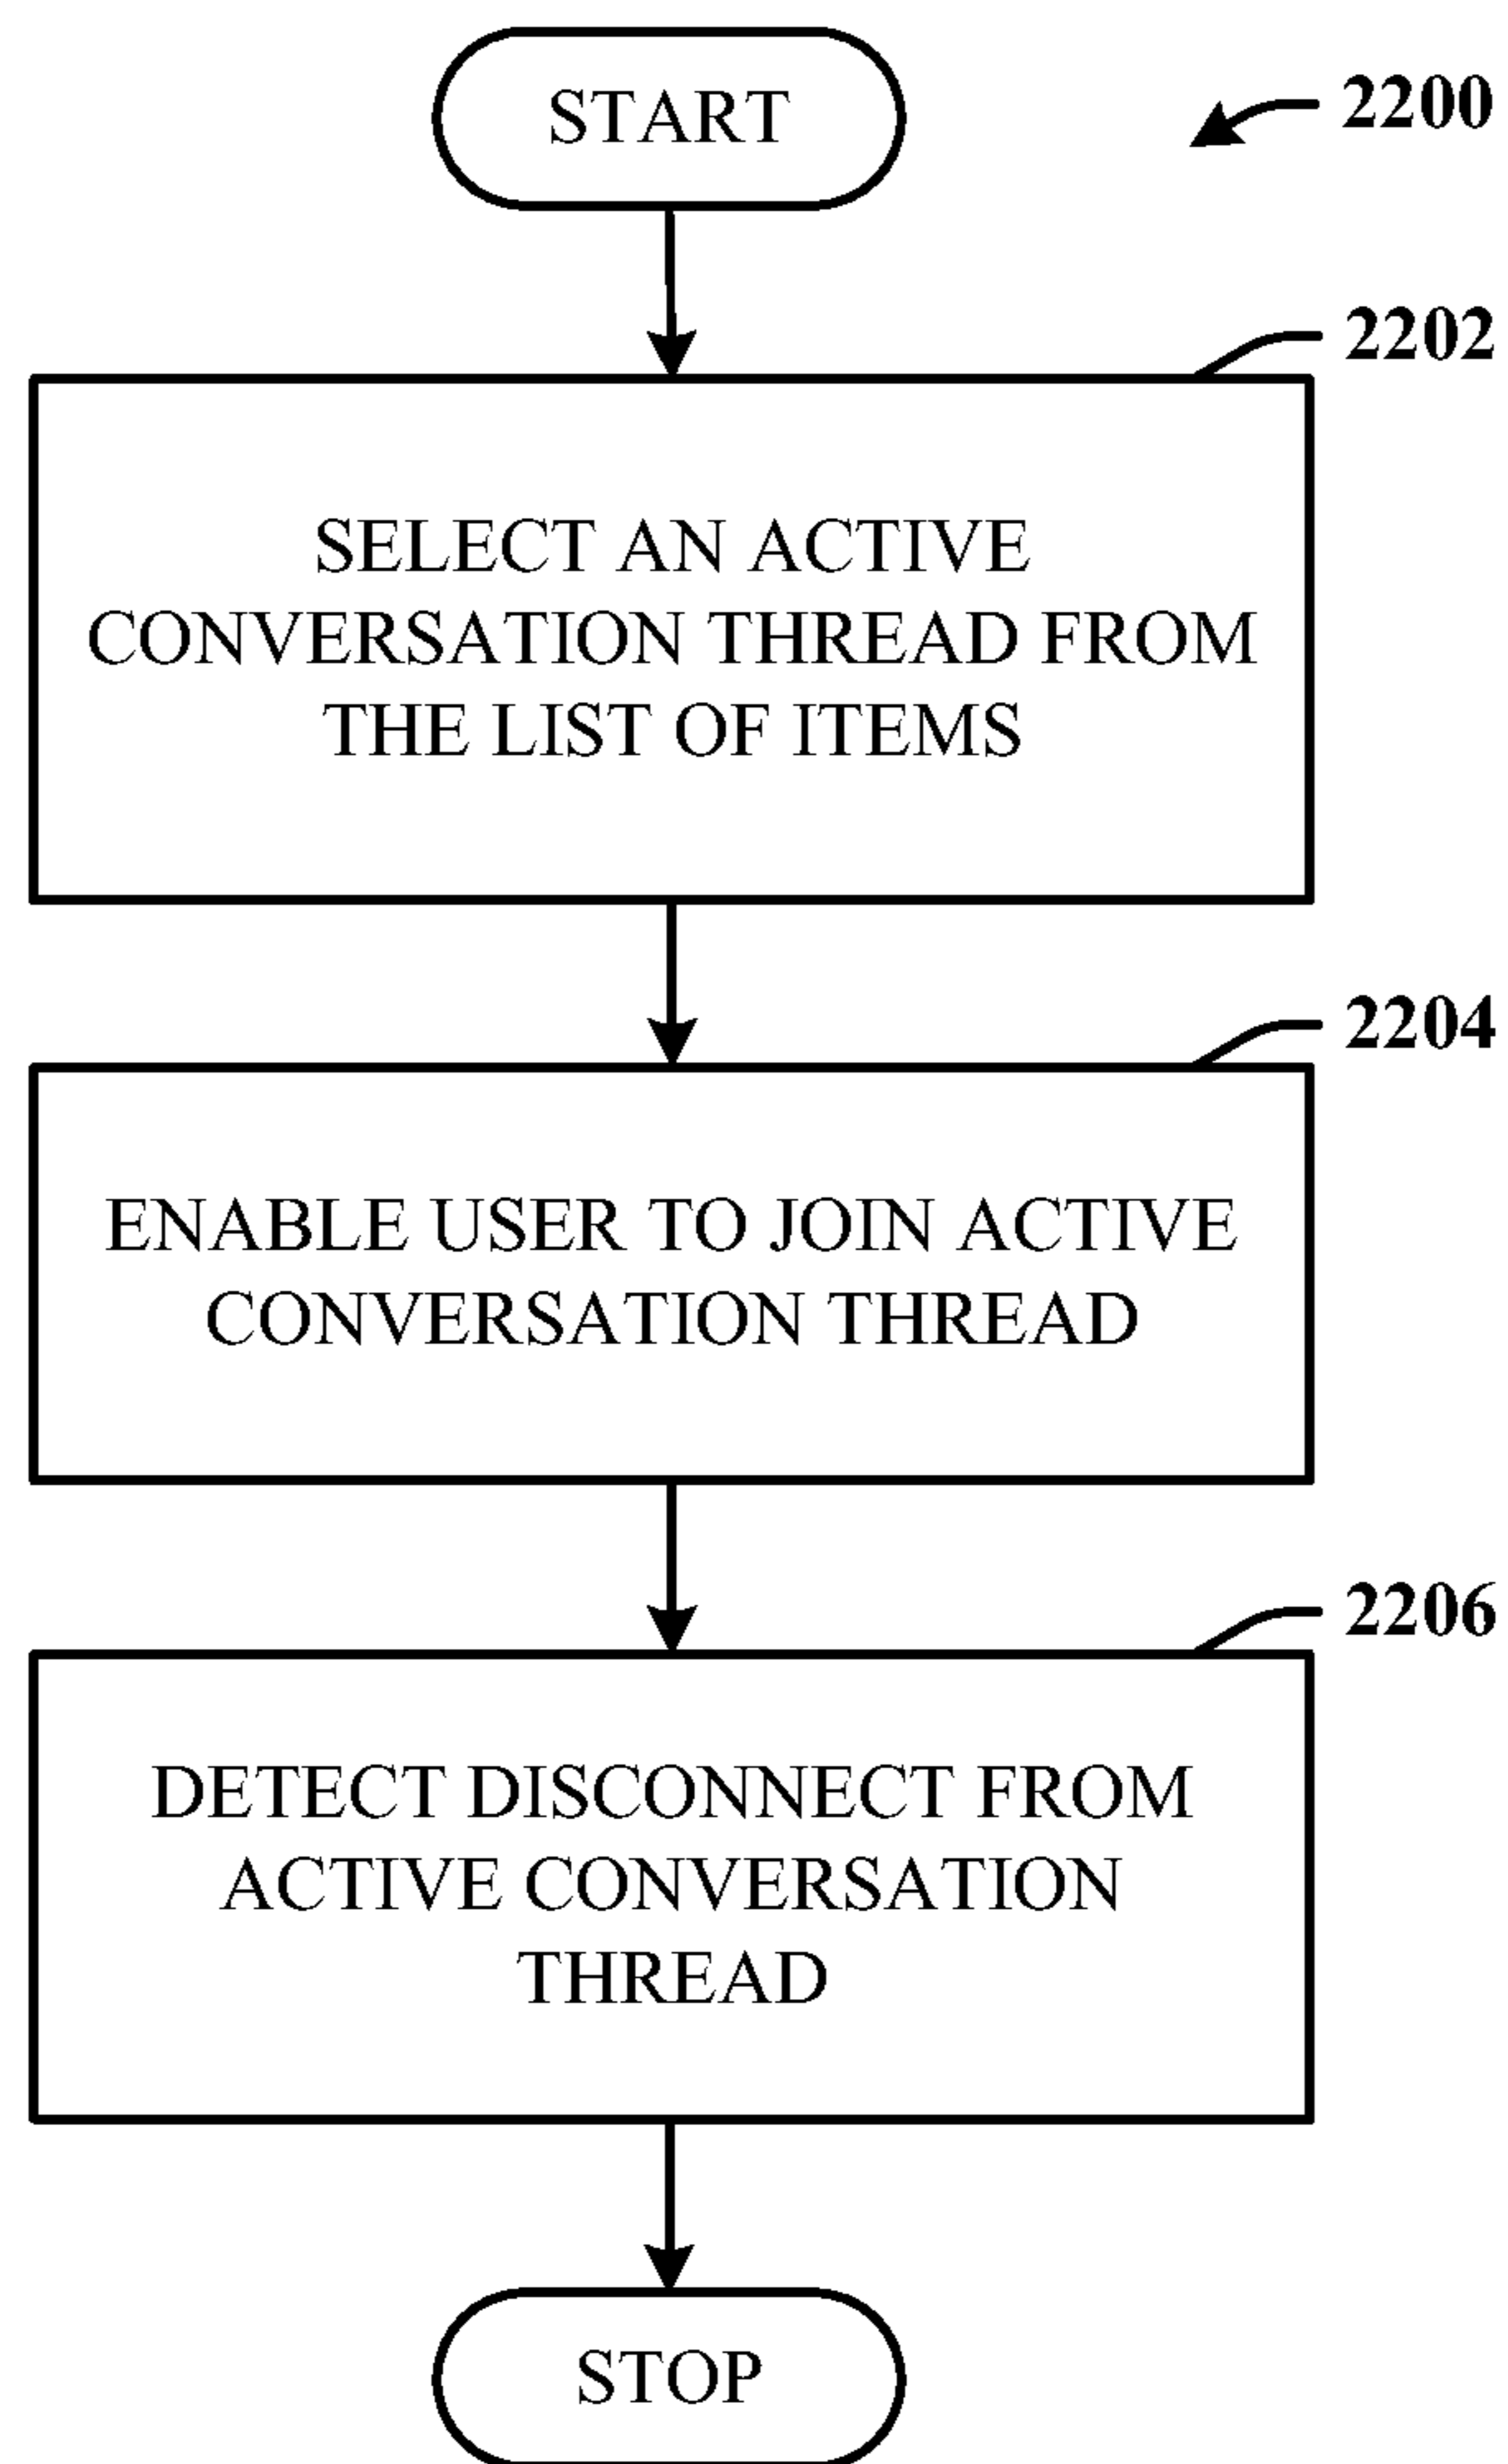 START
2200
2202
SELECT AN ACTIVE
CONVERSATION THREAD FROM
THE LIST OF ITEMS
2204
ENABLE USER TO JOIN ACTIVE
CONVERSATION THREAD
2206
DETECT DISCONNECT FROM
ACTIVE CONVERSATION
THREAD
STOP